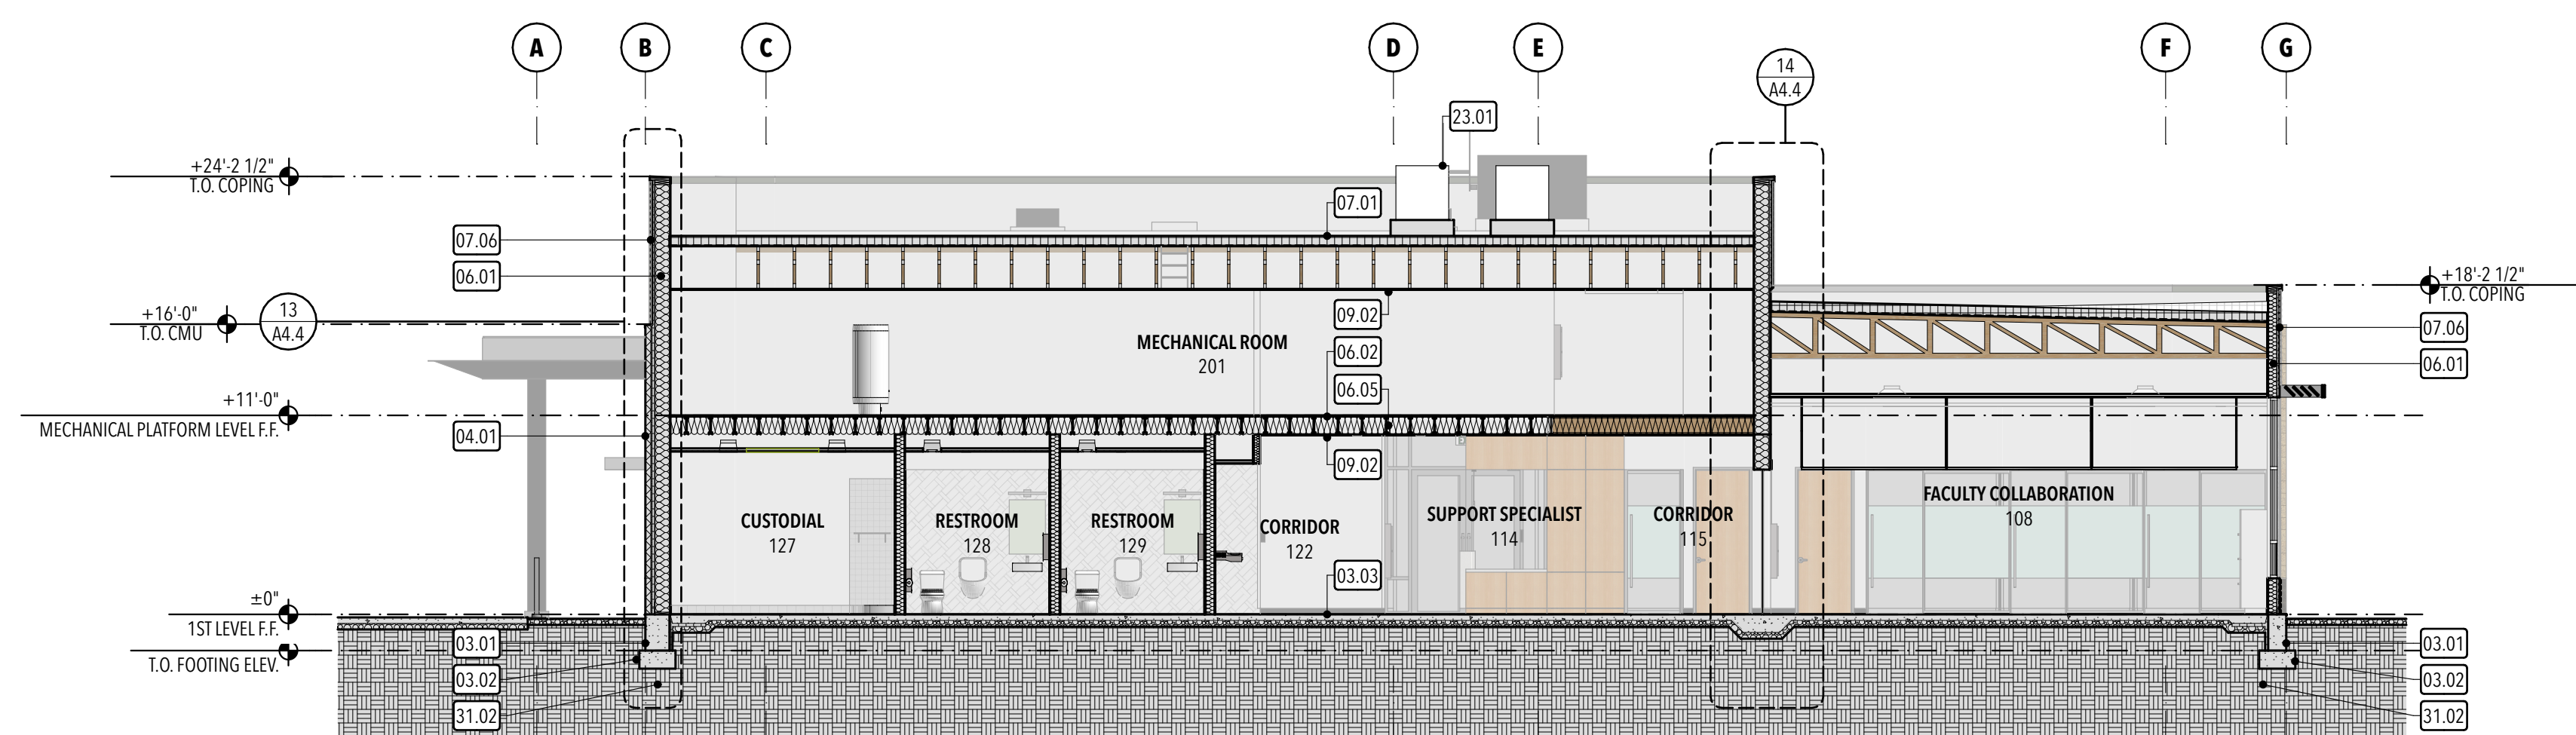 A
B
C
D
E
F
G
14
A4.4
23.01
+24'-2 1/2"
T.O. COPING
07.01
07.06
06.01
+18'-2 1/2"
T.O. COPING
+16'-0"
T.O. CMU
13
A4.4
09.02
07.06
MECHANICAL ROOM
201
06.02
06.01
06.05
+11'-0"
MECHANICAL PLATFORM LEVEL F.F.
04.01
09.02
FACULTY COLLABORATION
108
CUSTODIAL
127
RESTROOM
128
RESTROOM
129
CORRIDOR
122
SUPPORT SPECIALIST
114
CORRIDOR
115
03.03
±0"
1ST LEVEL F.F.
03.01
03.01
T.O. FOOTING ELEV.
03.02
03.02
31.02
31.02